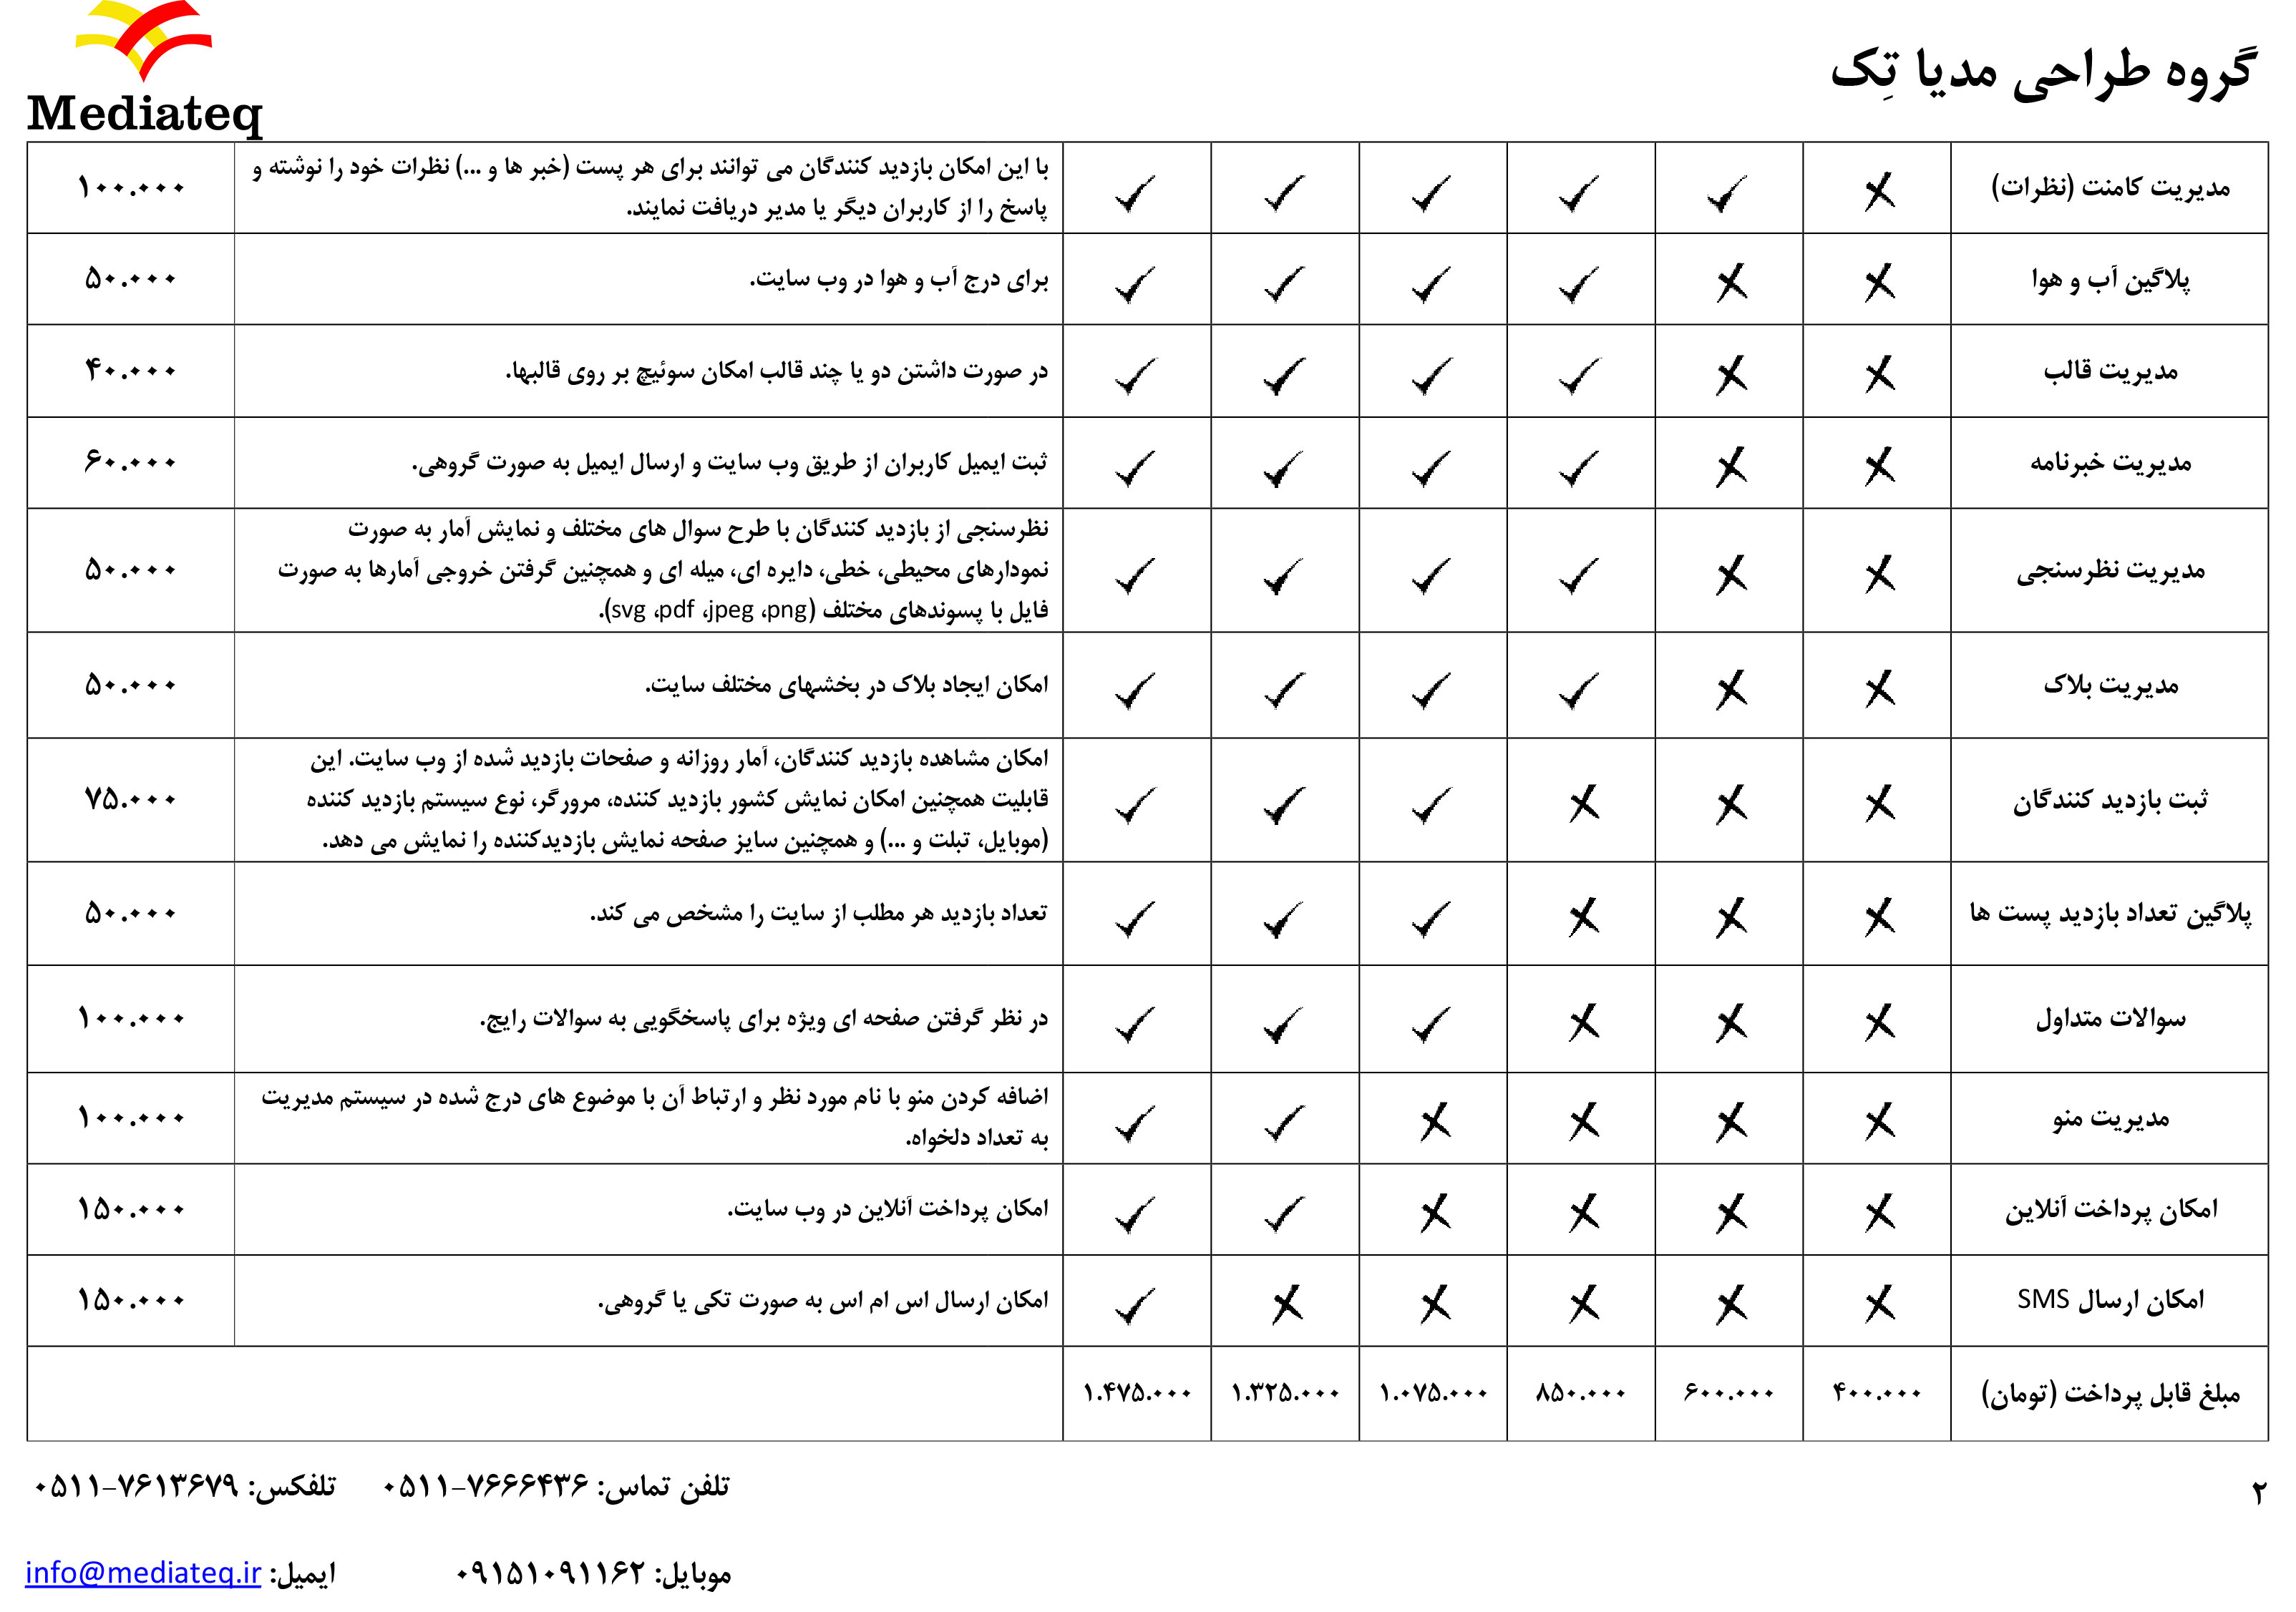 گروه طراحی مدیا تِک
Mediateq
مدیریت کامنت (نظرات) ✗ ✓ ✓ ✓ ✓ ✓ با این امکان بازدید کنندگان می توانند برای هر پست (خبر ها و ...) نظرات خود را نوشته و
پاسخ را از کاربران دیگر یا مدیر دریافت نمایند. ۱۰۰.۰۰۰
پلاگین آب و هوا ✗ ✗ ✓ ✓ ✓ ✓ برای درج آب و هوا در وب سایت. ۵۰.۰۰۰
مدیریت قالب ✗ ✗ ✓ ✓ ✓ ✓ در صورت داشتن دو یا چند قالب امکان سوئیچ بر روی قالبها. ۴۰.۰۰۰
مدیریت خبرنامه ✗ ✗ ✓ ✓ ✓ ✓ ثبت ایمیل کاربران از طریق وب سایت و ارسال ایمیل به صورت گروهی. ۶۰.۰۰۰
مدیریت نظرسنجی ✗ ✗ ✓ ✓ ✓ ✓ نظرسنجی از بازدید کنندگان با طرح سوال های مختلف و نمایش آمار به صورت
نمودارهای محیطی، خطی، دایره ای، میله ای و همچنین گرفتن خروجی آمارها به صورت
فایل با پسوندهای مختلف (png، jpeg، pdf، svg). ۵۰.۰۰۰
مدیریت بلاک ✗ ✗ ✓ ✓ ✓ ✓ امکان ایجاد بلاک در بخشهای مختلف سایت. ۵۰.۰۰۰
ثبت بازدید کنندگان ✗ ✗ ✗ ✓ ✓ ✓ امکان مشاهده بازدید کنندگان، آمار روزانه و صفحات بازدید شده از وب سایت. این
قابلیت همچنین امکان نمایش کشور بازدید کننده، مرورگر، نوع سیستم بازدید کننده
(موبایل، تبلت و ...) و همچنین سایز صفحه نمایش بازدیدکننده را نمایش می دهد. ۷۵.۰۰۰
پلاگین تعداد بازدید پست ها ✗ ✗ ✗ ✓ ✓ ✓ تعداد بازدید هر مطلب از سایت را مشخص می کند. ۵۰.۰۰۰
سوالات متداول ✗ ✗ ✗ ✓ ✓ ✓ در نظر گرفتن صفحه ای ویژه برای پاسخگویی به سوالات رایج. ۱۰۰.۰۰۰
مدیریت منو ✗ ✗ ✗ ✗ ✓ ✓ اضافه کردن منو با نام مورد نظر و ارتباط آن با موضوع های درج شده در سیستم مدیریت
به تعداد دلخواه. ۱۰۰.۰۰۰
امکان پرداخت آنلاین ✗ ✗ ✗ ✗ ✓ ✓ امکان پرداخت آنلاین در وب سایت. ۱۵۰.۰۰۰
امکان ارسال SMS ✗ ✗ ✗ ✗ ✗ ✓ امکان ارسال اس ام اس به صورت تکی یا گروهی. ۱۵۰.۰۰۰
مبلغ قابل پرداخت (تومان) ۴۰۰.۰۰۰ ۶۰۰.۰۰۰ ۸۵۰.۰۰۰ ۱.۰۷۵.۰۰۰ ۱.۳۲۵.۰۰۰ ۱.۴۷۵.۰۰۰
۲ تلفن تماس: ۰۵۱۱-۷۶۶۶۴۳۶ تلفکس: ۰۵۱۱-۷۶۱۳۶۷۹
موبایل: ۰۹۱۵۱۰۹۱۱۶۲ ایمیل: info@mediateq.ir